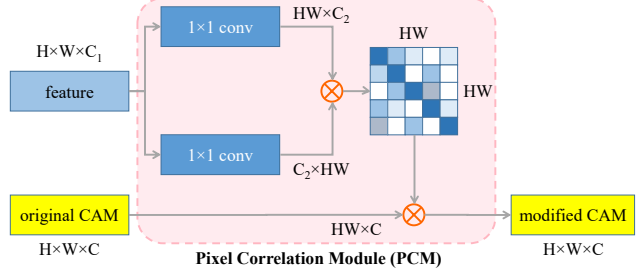 HW×C₂
1×1 conv
H×W×C₁
HW
feature
HW
1×1 conv
C₂×HW
original CAM
modified CAM
HW×C
H×W×C
H×W×C
Pixel Correlation Module (PCM)